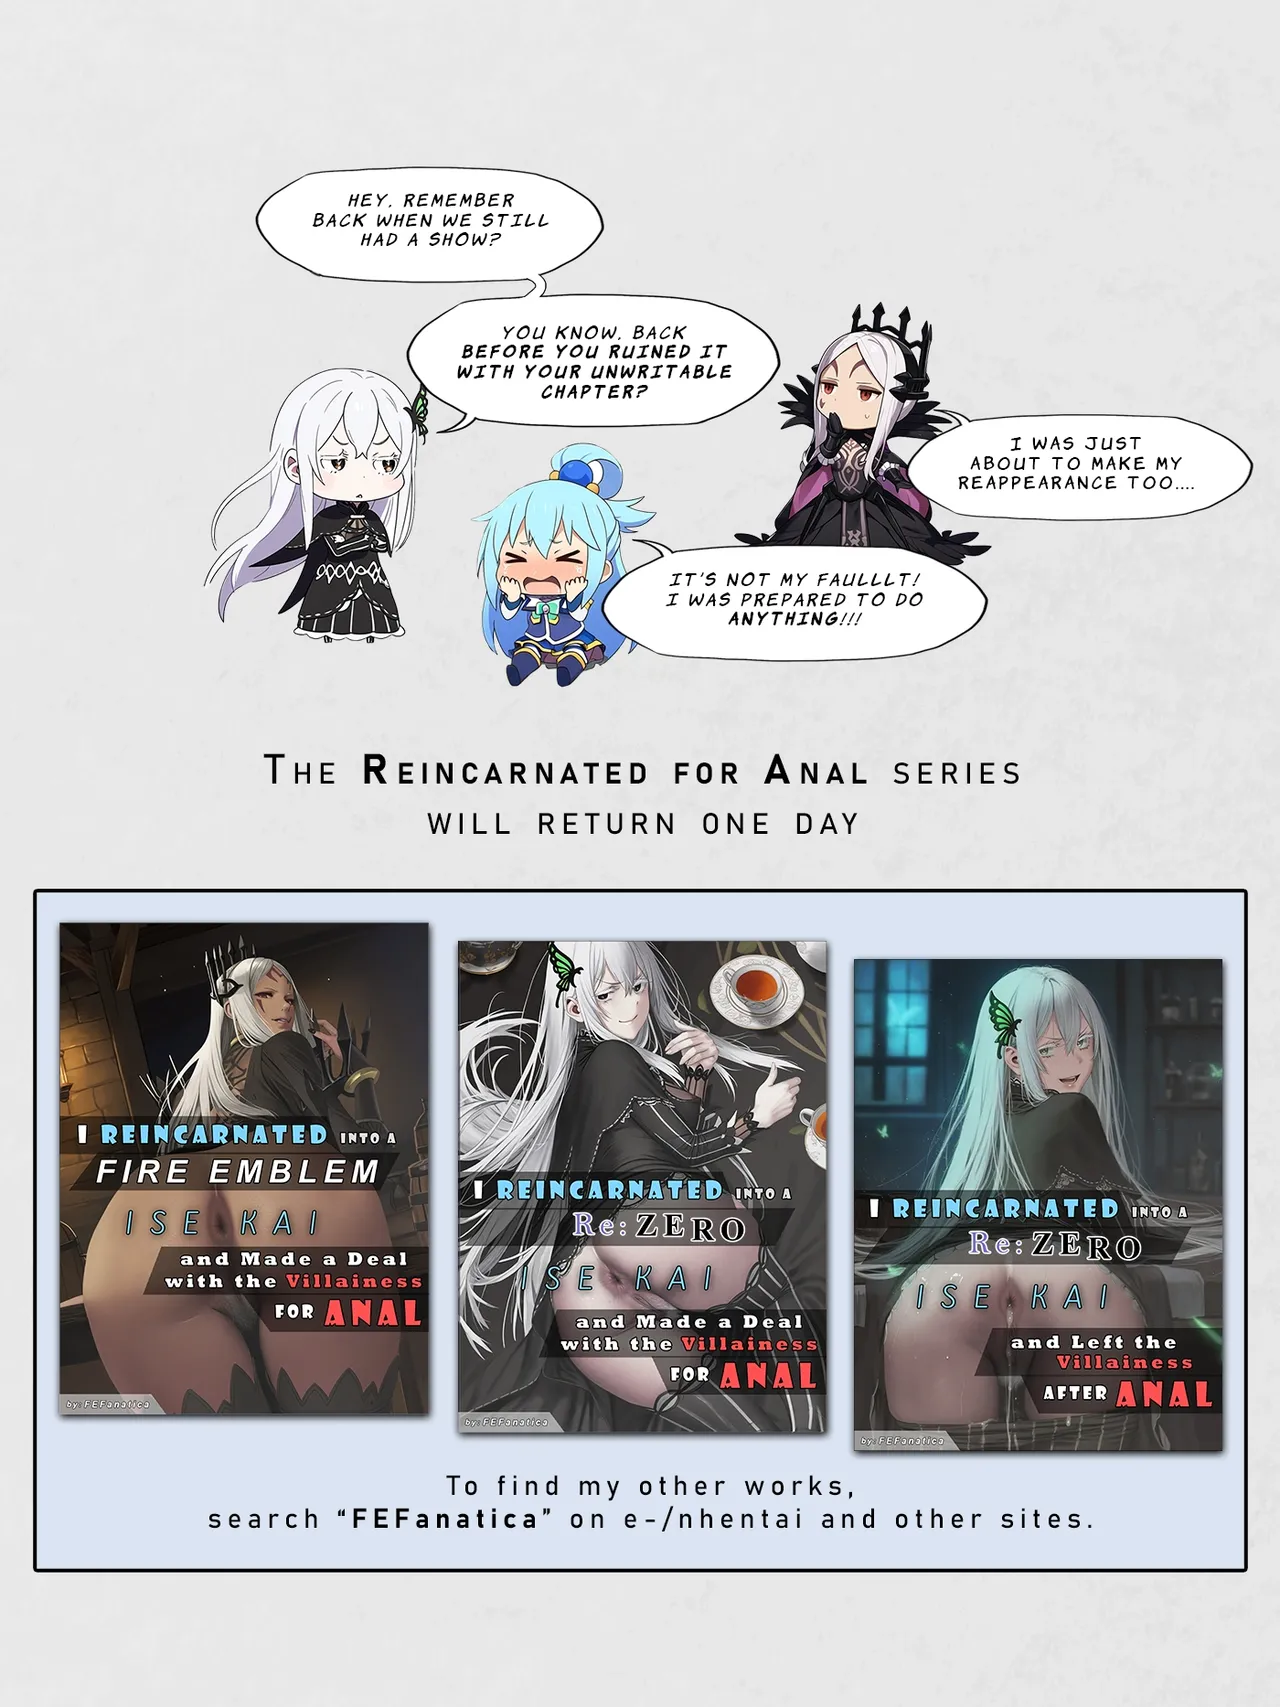 HEY, REMEMBER
BACK WHEN WE STILL
HAD A SHOW?
YOU KNOW, BACK
BEFORE YOU RUINED IT
WITH YOUR UNWRITABLE
CHAPTER?
I WAS JUST
ABOUT TO MAKE MY
REAPPEARANCE TOO....
IT'S NOT MY FAULLLT!
I WAS PREPARED TO DO
ANYTHING!!!
THE REINCARNATED FOR ANAL SERIES
WILL RETURN ONE DAY
I REINCARNATED INTO A
FIRE EMBLEM
ISEKAI
and Made a Deal
with the Villainess
FOR ANAL
by: FEFanatica
I REINCARNATED INTO A
Re: ZERO
ISEKAI
and Made a Deal
with the Villainess
FOR ANAL
by: FEFanatica
I REINCARNATED INTO A
Re: ZERO
ISEKAI
and Left the
Villainess
AFTER ANAL
by: FEFanatica
To find my other works,
search “FEFanatica” on e-/nhentai and other sites.